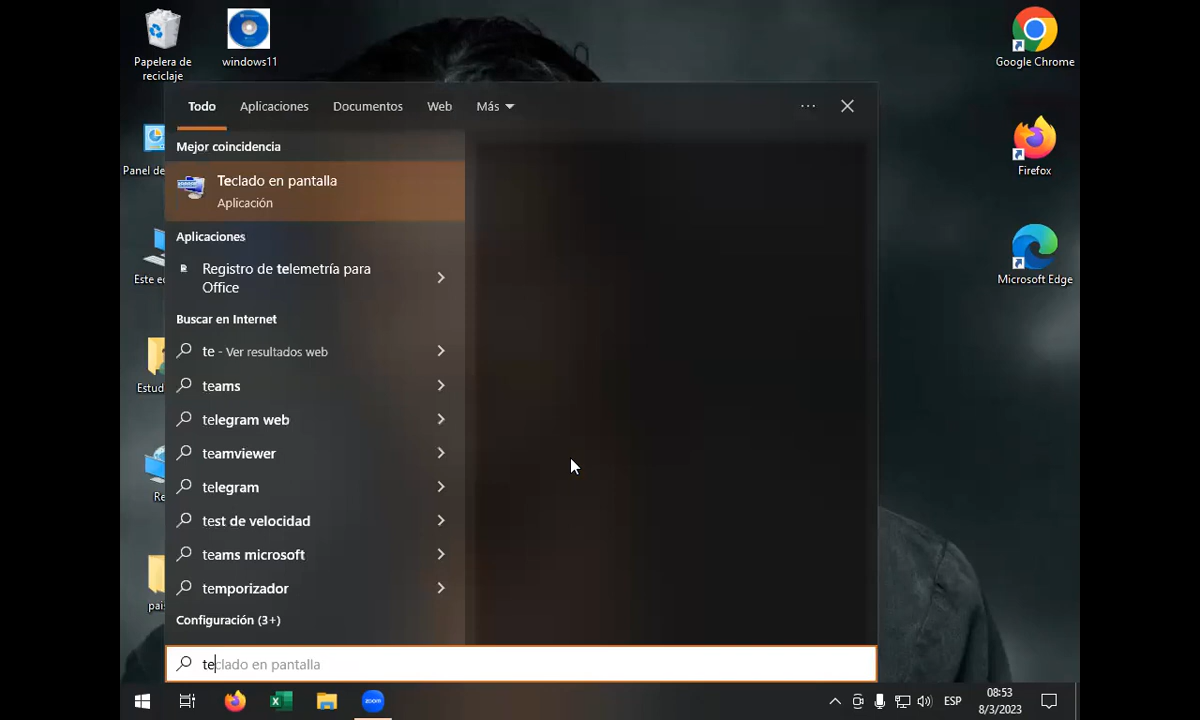 Papelera de
reciclaje
windows11
Google Chrome
Todo
Aplicaciones
Documentos
Web
Más
Mejor coincidencia
Panel de
Firefox
Teclado en pantalla
Aplicación
Aplicaciones
Registro de telemetría para
Office
Este
Microsoft Edge
Buscar en Internet
te - Ver resultados web
teams
Estud
telegram web
teamviewer
telegram
Re
test de velocidad
teams microsoft
temporizador
pais
Configuración (3+)
teclado en pantalla
zoom
ESP
08:53
8/3/2023